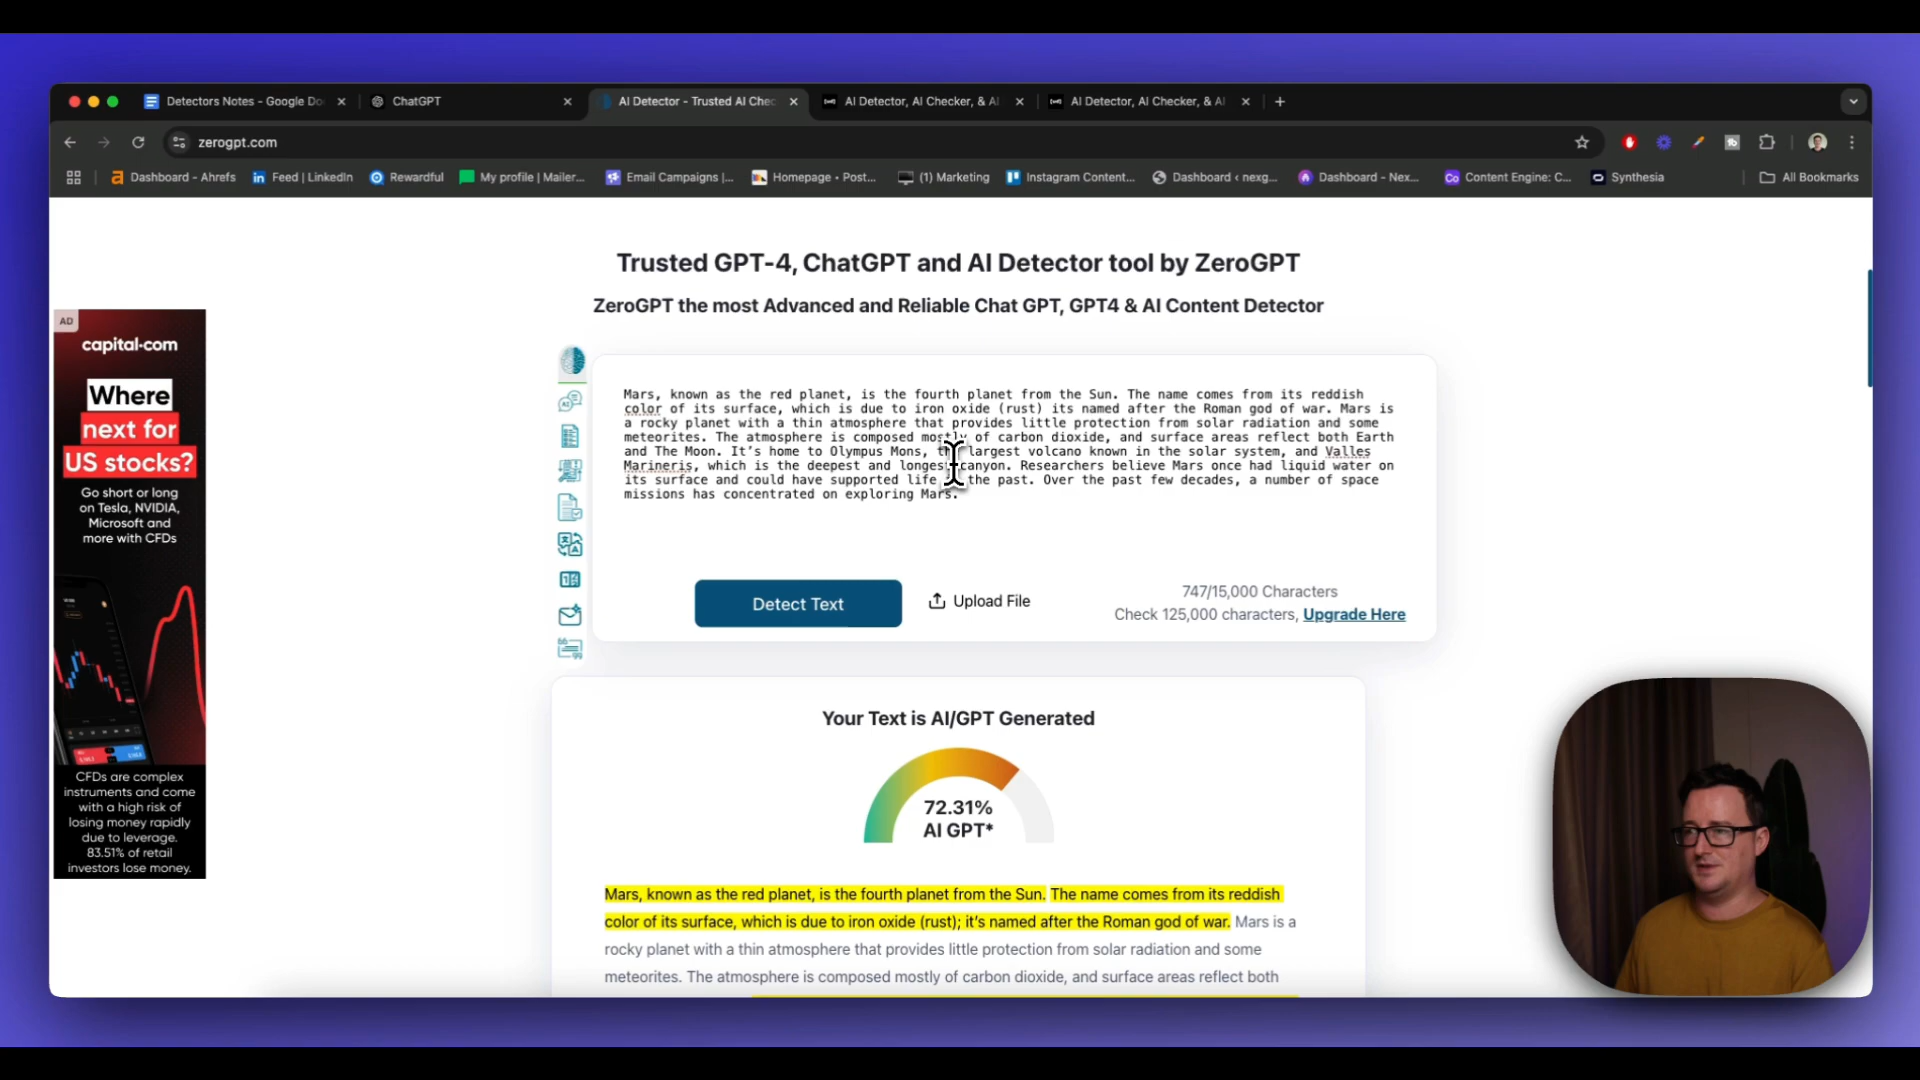 Detectors Notes - Google Do
ChatGPT
AI Detector - Trusted AI Chec
AI Detector, AI Checker, & AI
AI Detector, AI Checker, & AI
zerogpt.com
Dashboard - Ahrefs
Feed | LinkedIn
Rewardful
My profile | Mailer...
Email Campaigns |...
Homepage • Post...
(1) Marketing
Instagram Content...
Dashboard ‹ nexg...
Dashboard - Nex...
Content Engine: C...
Synthesia
All Bookmarks
Trusted GPT-4, ChatGPT and AI Detector tool by ZeroGPT
ZeroGPT the most Advanced and Reliable Chat GPT, GPT4 & AI Content Detector
AD
capital.com
Where
next for
US stocks?
Go short or long
on Tesla, NVIDIA,
Microsoft and
more with CFDs
CFDs are complex
instruments and come
with a high risk of
losing money rapidly
due to leverage.
83.51% of retail
investors lose money.
Mars, known as the red planet, is the fourth planet from the Sun. The name comes from its reddish
color of its surface, which is due to iron oxide (rust) its named after the Roman god of war. Mars is
a rocky planet with a thin atmosphere that provides little protection from solar radiation and some
meteorites. The atmosphere is composed mostly of carbon dioxide, and surface areas reflect both Earth
and The Moon. It's home to Olympus Mons, the largest volcano known in the solar system, and Valles
Marineris, which is the deepest and longest canyon. Researchers believe Mars once had liquid water on
its surface and could have supported life the past. Over the past few decades, a number of space
missions has concentrated on exploring Mars.
Detect Text
Upload File
747/15,000 Characters
Check 125,000 characters, Upgrade Here
Your Text is AI/GPT Generated
72.31%
AI GPT*
Mars, known as the red planet, is the fourth planet from the Sun. The name comes from its reddish
color of its surface, which is due to iron oxide (rust); it's named after the Roman god of war. Mars is a
rocky planet with a thin atmosphere that provides little protection from solar radiation and some
meteorites. The atmosphere is composed mostly of carbon dioxide, and surface areas reflect both